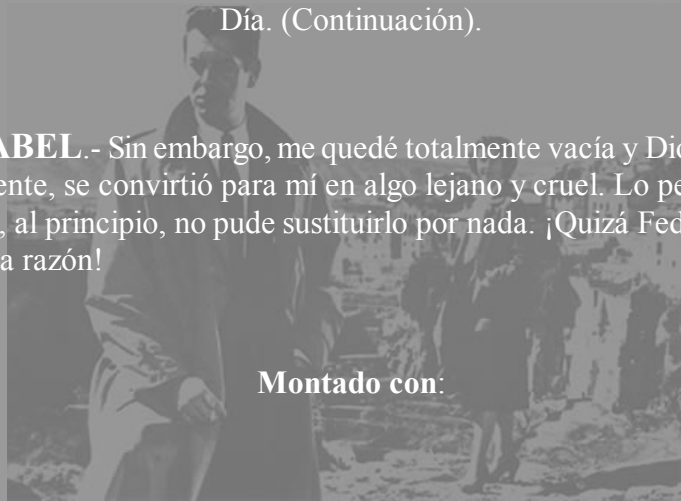 Día. (Continuación).
ABEL.- Sin embargo, me quedé totalmente vacía y Dio
ente, se convirtió para mí en algo lejano y cruel. Lo pe
, al principio, no pude sustituirlo por nada. ¡Quizá Fed
a razón!
Montado con: